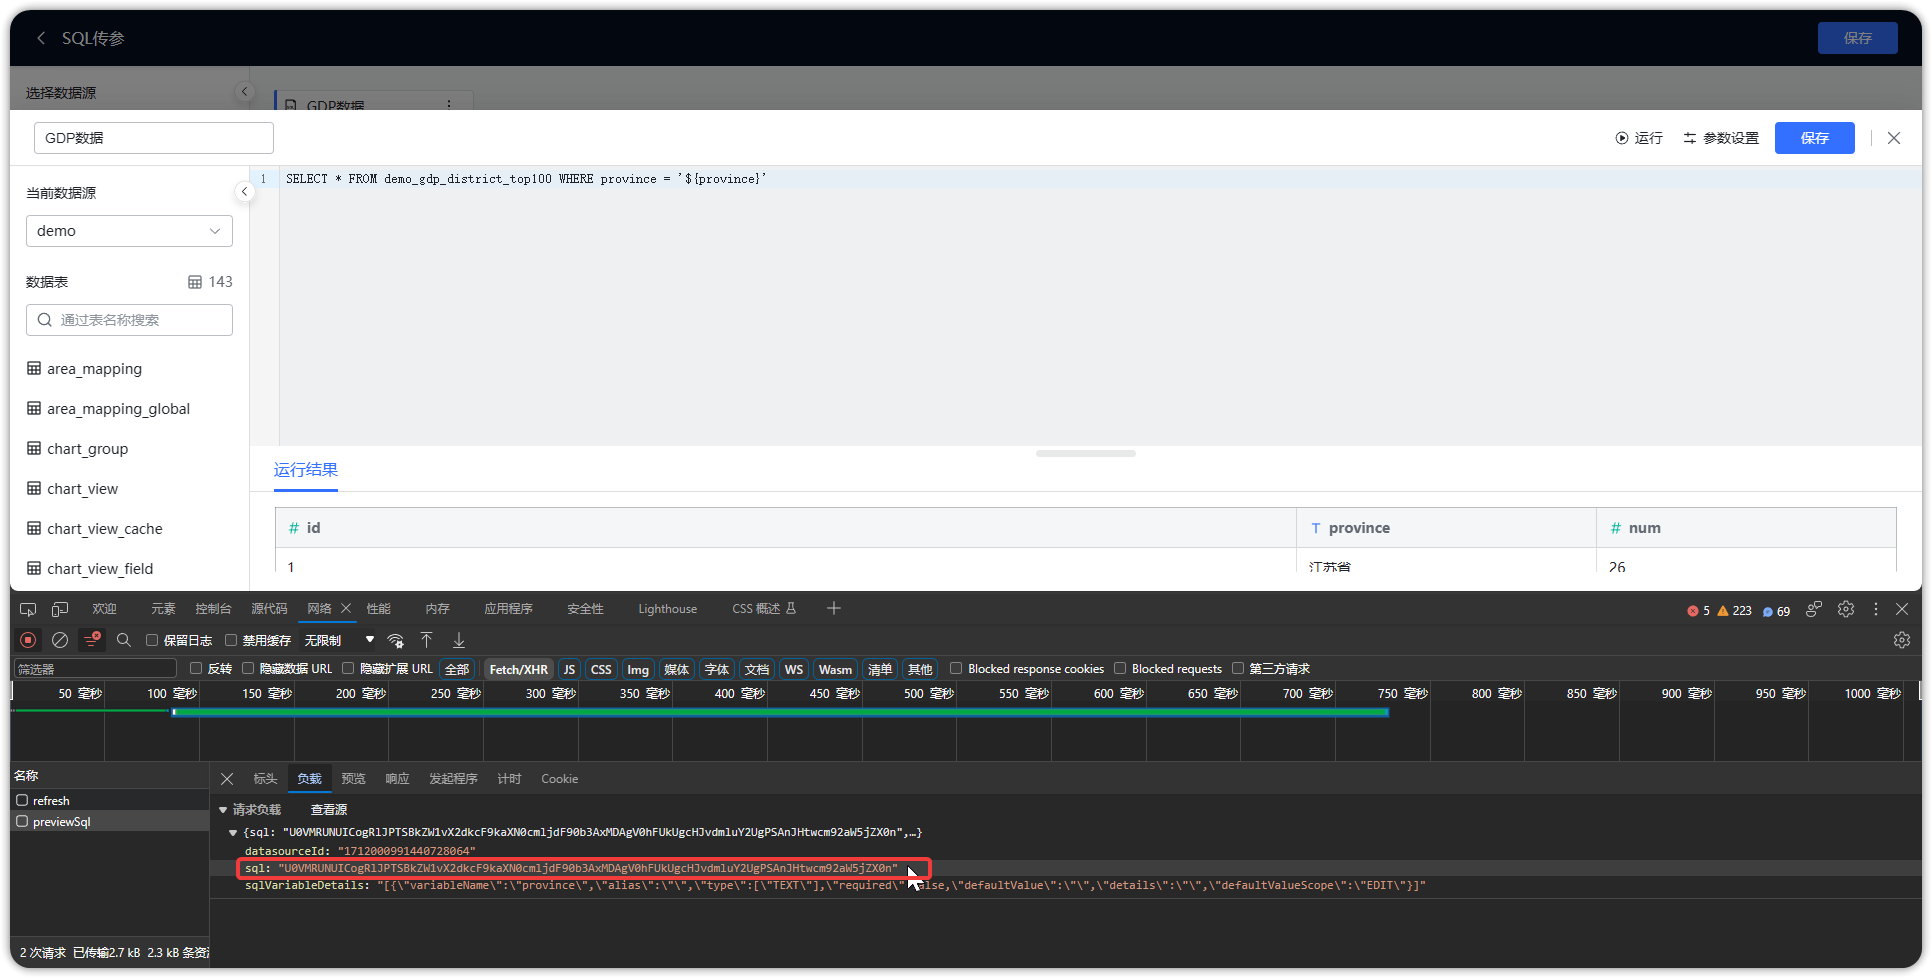 SQL传参
保存
选择数据源
GDP数据
GDP数据
运行
参数设置
保存
当前数据源
demo
数据表
143
通过表名称搜索
area_mapping
area_mapping_global
chart_group
chart_view
chart_view_cache
chart_view_field
1 SELECT * FROM demo_gdp_district_top100 WHERE province = '${province}'
运行结果
# id T province # num
1 江苏省 26
欢迎 元素 控制台 源代码 网络 性能 内存 应用程序 安全性 Lighthouse CSS 概述
5 223 69
保留日志 禁用缓存 无限制
筛选器 反转 隐藏数据 URL 隐藏扩展 URL 全部 Fetch/XHR JS CSS Img 媒体 字体 文档 WS Wasm 清单 其他 Blocked response cookies Blocked requests 第三方请求
50 毫秒 100 毫秒 150 毫秒 200 毫秒 250 毫秒 300 毫秒 350 毫秒 400 毫秒 450 毫秒 500 毫秒 550 毫秒 600 毫秒 650 毫秒 700 毫秒 750 毫秒 800 毫秒 850 毫秒 900 毫秒 950 毫秒 1000 毫秒
名称
refresh
previewSql
标头 负载 预览 响应 发起程序 计时 Cookie
请求负载 查看源
{sql: "U0VMRUNUICogRlJPTSBkZW1vX2dkcF9kaXN0cmljdF90b3AxMDAgV0hFUkUgcHJvdmluY2UgPSAnJHtwcm92aW5jZX0n",…}
datasourceId: "1712000991440728064"
sql: "U0VMRUNUICogRlJPTSBkZW1vX2dkcF9kaXN0cmljdF90b3AxMDAgV0hFUkUgcHJvdmluY2UgPSAnJHtwcm92aW5jZX0n"
sqlVariableDetails: "[{\"variableName\":\"province\",\"alias\":\"\",\"type\":[\"TEXT\"],\"required\" alse,\"defaultValue\":\"\",\"details\":\"\",\"defaultValueScope\":\"EDIT\"}]"
2 次请求 已传输2.7 kB 2.3 kB 条资